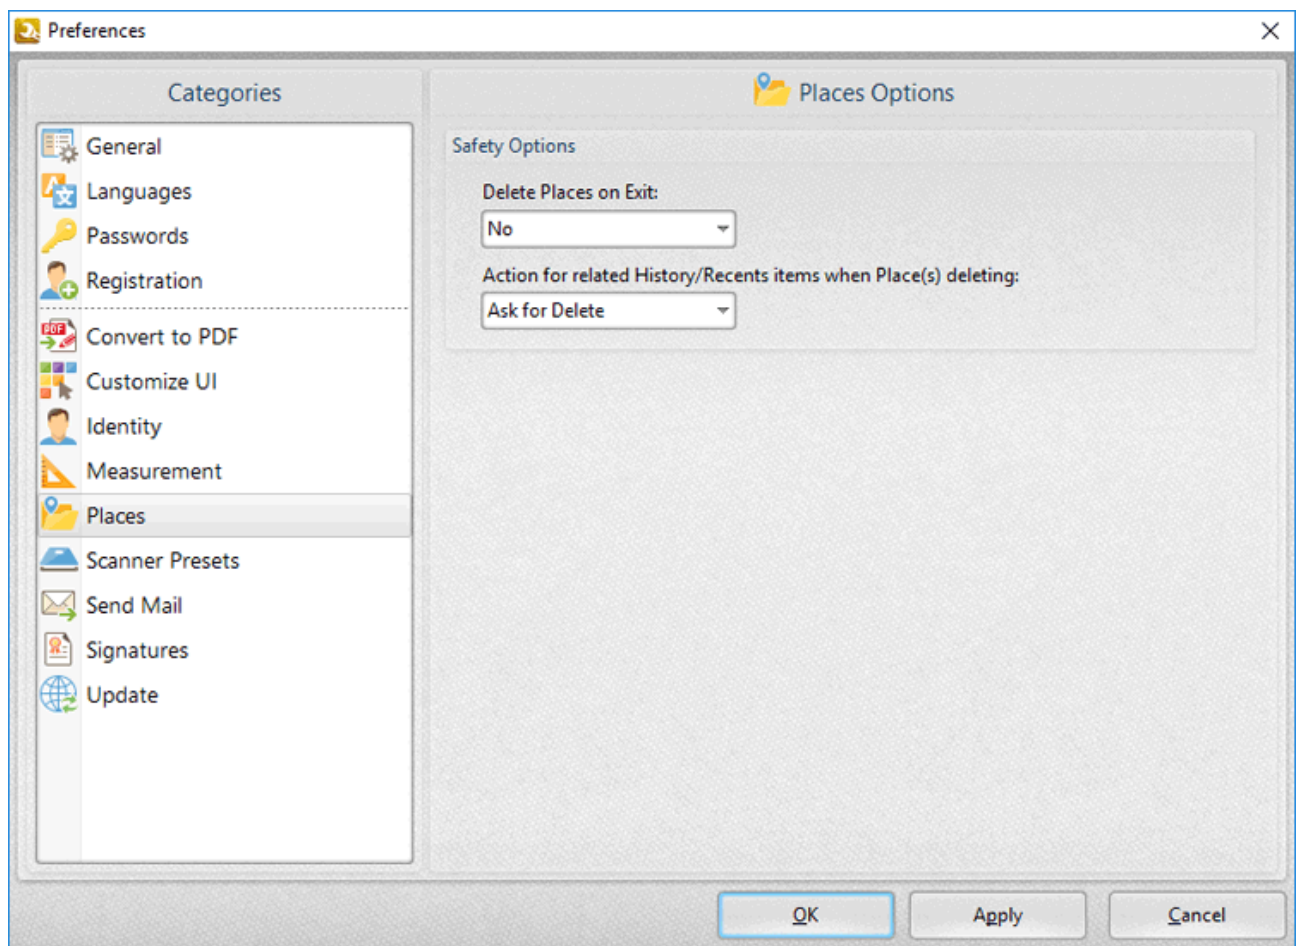 Preferences
Categories
General
Languages
Passwords
Registration
Convert to PDF
Customize UI
Identity
Measurement
Places
Scanner Presets
Send Mail
Signatures
Update
Places Options
Safety Options
Delete Places on Exit:
No
Action for related History/Recents items when Place(s) deleting:
Ask for Delete
OK
Apply
Cancel